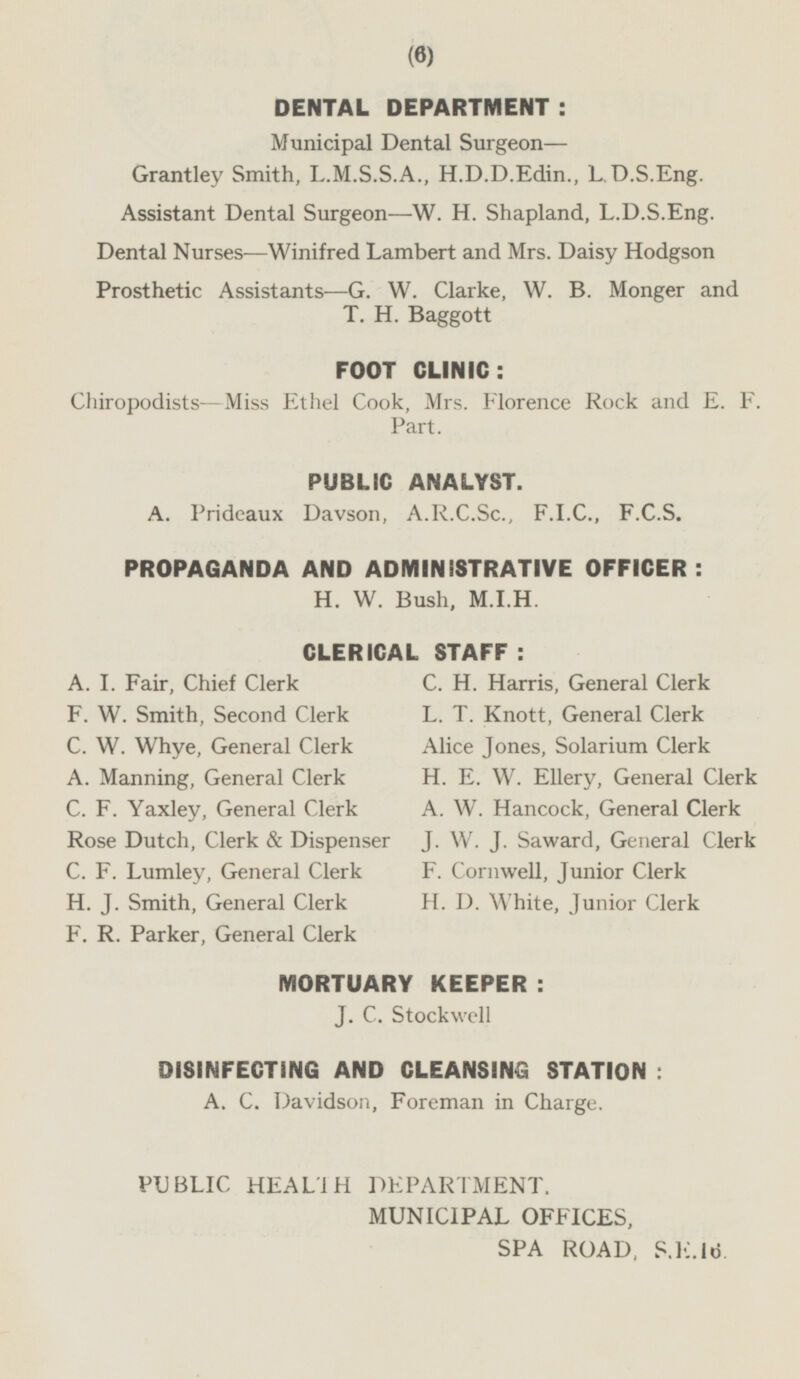 (6)
DENTAL DEPARTMENT :
Municipal Dental Surgeon—
Grantley Smith, L.M.S.S.A., H.D.D.Edin., L.D.S.Eng.
Assistant Dental Surgeon—W. H. Shapland, L.D.S.Eng.
Dental Nurses—Winifred Lambert and Mrs. Daisy Hodgson
Prosthetic Assistants—G. W. Clarke, W. B. Monger and
T. H. Baggott
FOOT CLINIC :
Chiropodists—Miss Ethel Cook, Mrs. Florence Rock and E. F.
Part.
PUBLIC ANALYST.
A. Prideaux Davson, A.R.C.Sc., F.I.C., F.C.S.
PROPAGANDA AND ADMINISTRATIVE OFFICER :
H. W. Bush, M.I.H.
CLERICAL STAFF :
A. I. Fair, Chief Clerk
F. W. Smith, Second Clerk
C. W. Whye, General Clerk
A. Manning, General Clerk
C. F. Yaxley, General Clerk
Rose Dutch, Clerk & Dispenser
C. F. Lumley, General Clerk
H. J. Smith, General Clerk
F. R. Parker, General Clerk
C. H. Harris, General Clerk
L. T. Knott, General Clerk
Alice Jones, Solarium Clerk
H. E. W. Ellery, General Clerk
A. W. Hancock, General Clerk
J. W. J. Saward, General Clerk
F. Cornwell, Junior Clerk
H. D. White, Junior Clerk
MORTUARY KEEPER :
J. C. Stockwell
DISINFECTING AND CLEANSING STATION :
A. C. Davidson, Foreman in Charge.
PUBLIC HEALTH DEPARTMENT.
MUNICIPAL OFFICES,
SPA ROAD, S.E.16.